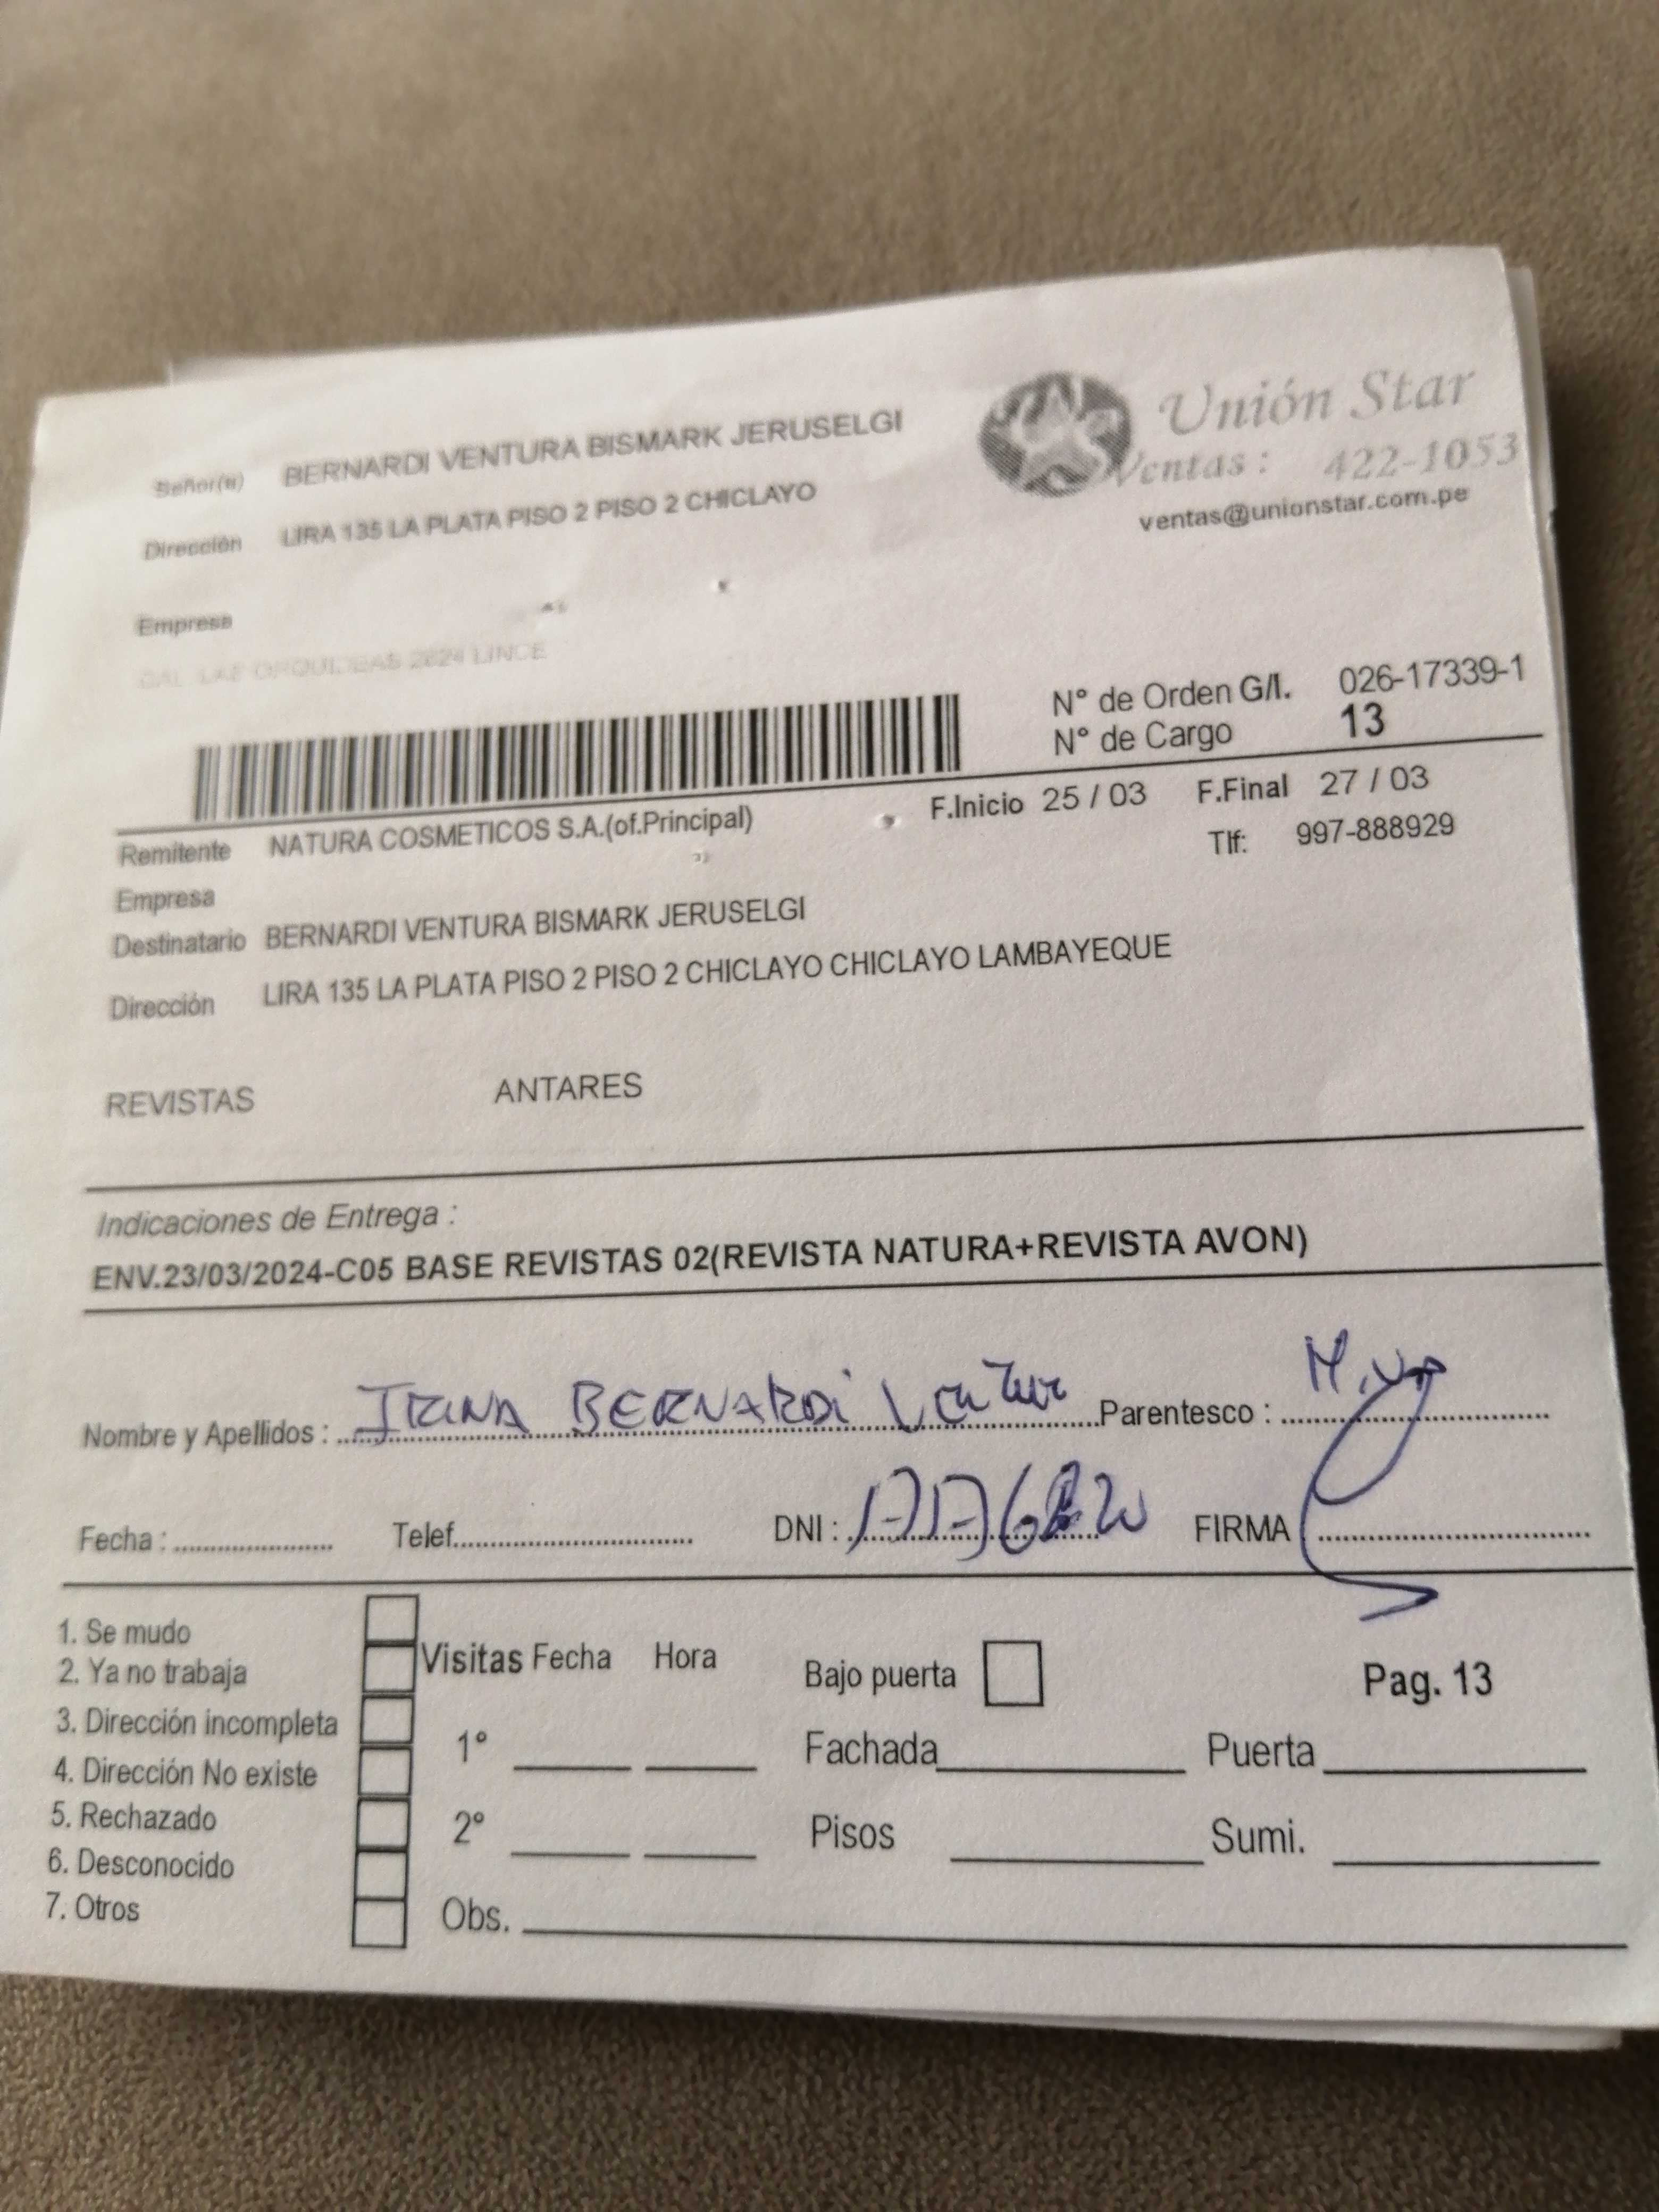 Unión Star
Señor(a) BERNARDI VENTURA BISMARK JERUSELGI
Ventas : 422-1053
ventas@unionstar.com.pe
Dirección LIRA 135 LA PLATA PISO 2 PISO 2 CHICLAYO
Empresa
CAL LAS ORQUIDEAS LINCE
N° de Orden G/I. 026-17339-1
N° de Cargo 13
Remitente NATURA COSMETICOS S.A.(of.Principal) F.Inicio 25 / 03 F.Final 27 / 03
Tlf: 997-888929
Empresa
Destinatario BERNARDI VENTURA BISMARK JERUSELGI
Dirección LIRA 135 LA PLATA PISO 2 PISO 2 CHICLAYO CHICLAYO LAMBAYEQUE
REVISTAS ANTARES
Indicaciones de Entrega :
ENV.23/03/2024-C05 BASE REVISTAS 02(REVISTA NATURA+REVISTA AVON)
Nombre y Apellidos : IRINA BERNARDI Ventura Parentesco :
Fecha : Telef. DNI : FIRMA
1. Se mudo
2. Ya no trabaja
3. Dirección incompleta
4. Dirección No existe
5. Rechazado
6. Desconocido
7. Otros
Visitas Fecha Hora
1°
2°
Obs.
Bajo puerta
Pag. 13
Fachada Puerta
Pisos Sumi.